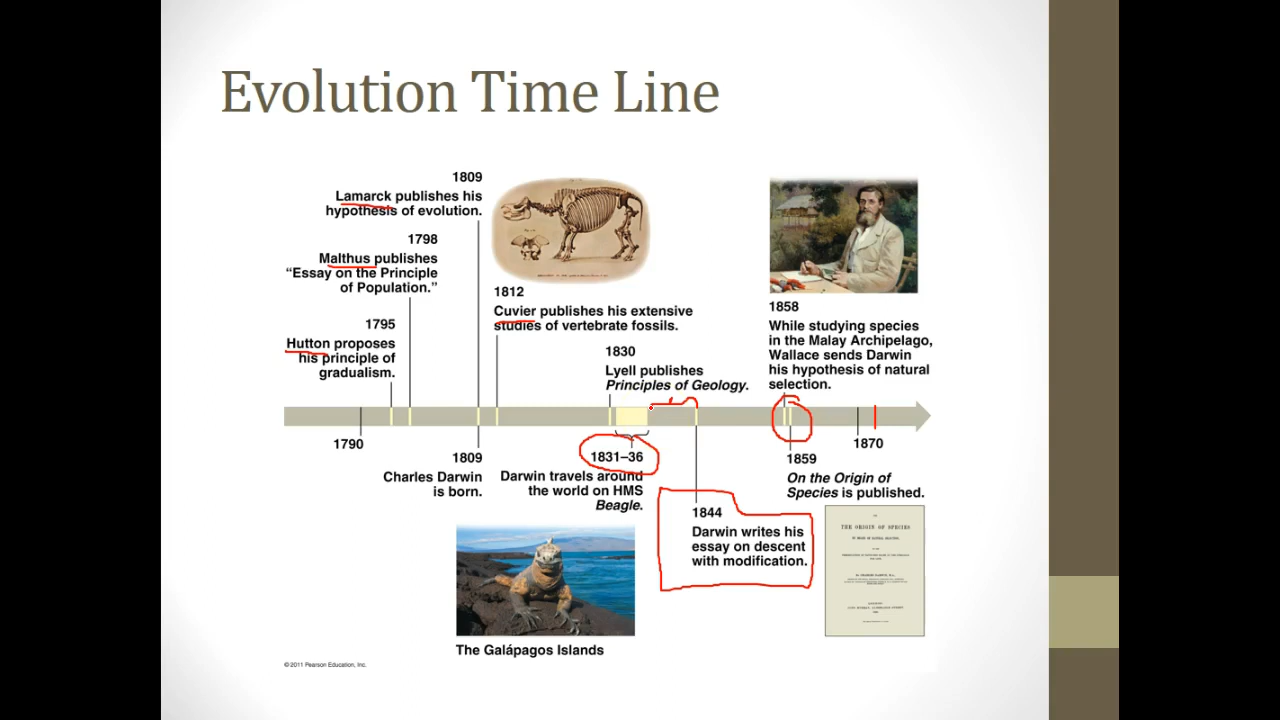 Evolution Time Line
1809
Lamarck publishes his
hypothesis of evolution.
1798
Malthus publishes
“Essay on the Principle
of Population.”
1795
Hutton proposes
his principle of
gradualism.
1812
Cuvier publishes his extensive
studies of vertebrate fossils.
1830
Lyell publishes
Principles of Geology.
1858
While studying species
in the Malay Archipelago,
Wallace sends Darwin
his hypothesis of natural
selection.
1790
1870
1809
Charles Darwin
is born.
1831–36
Darwin travels around
the world on HMS
Beagle.
1844
Darwin writes his
essay on descent
with modification.
1859
On the Origin of
Species is published.
THE ORIGIN OF SPECIES
The Galápagos Islands
© 2011 Pearson Education, Inc.